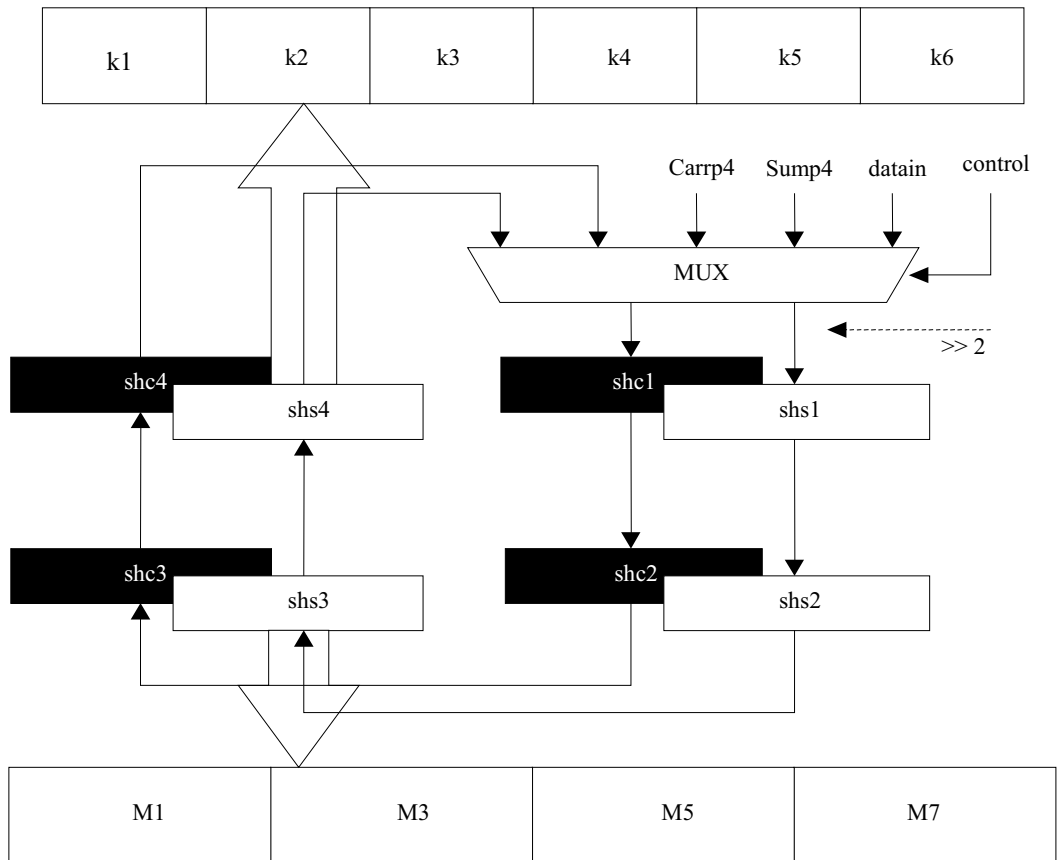 k1 k2 k3 k4 k5 k6
Carrp4 Sump4 datain control
MUX
>> 2
shc4 shc1
shs4 shs1
shc3 shc2
shs3 shs2
M1 M3 M5 M7